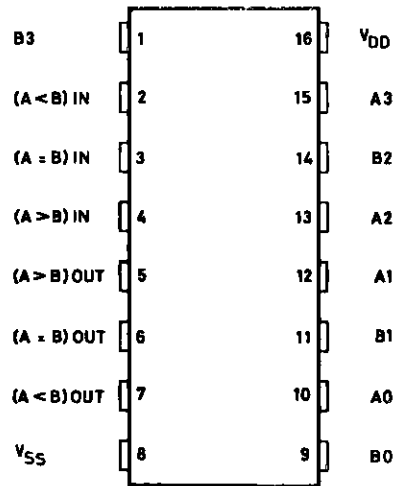 B3 1 16 VDD
(A < B) IN 2 15 A3
(A = B) IN 3 14 B2
(A > B) IN 4 13 A2
(A > B) OUT 5 12 A1
(A = B) OUT 6 11 B1
(A < B) OUT 7 10 A0
VSS 8 9 B0